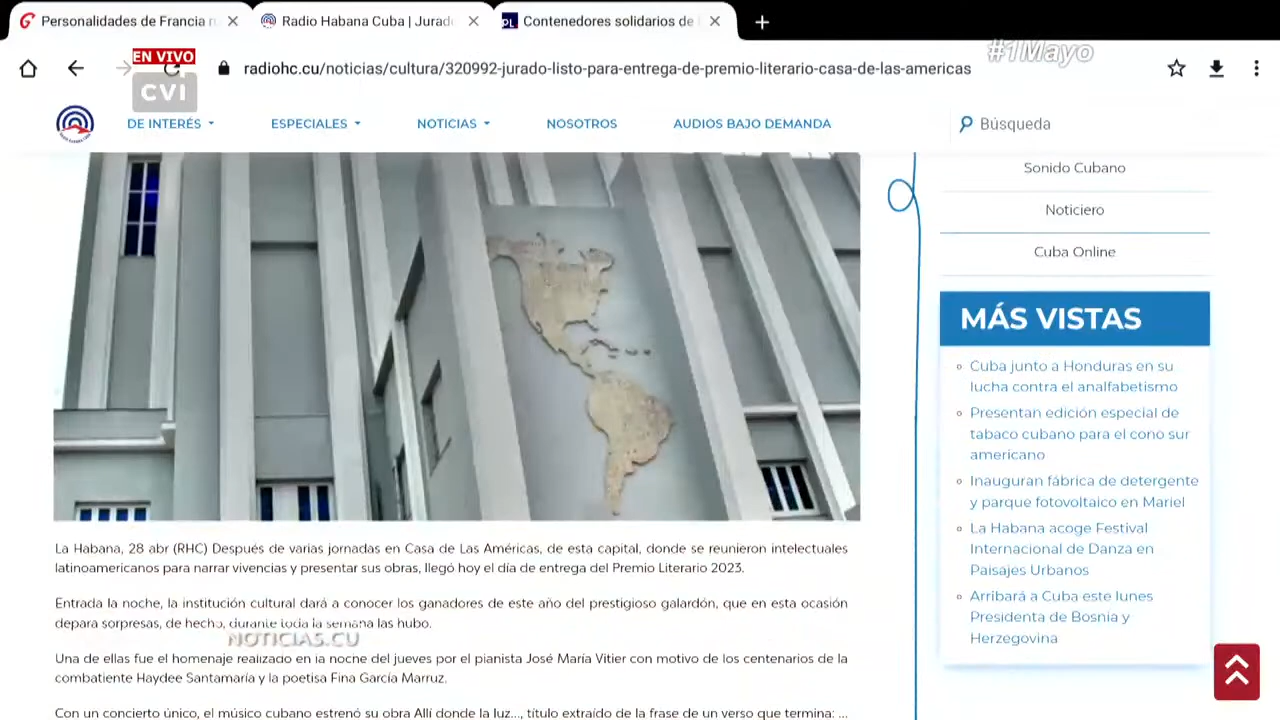 Personalidades de Francia
Radio Habana Cuba | Jurado
PL
Contenedores solidarios de
#1Mayo
EN VIVO
CVi
radiohc.cu/noticias/cultura/320992-jurado-listo-para-entrega-de-premio-literario-casa-de-las-americas
DE INTERÉS
ESPECIALES
NOTICIAS
NOSOTROS
AUDIOS BAJO DEMANDA
Búsqueda
Sonido Cubano
Noticiero
Cuba Online
MÁS VISTAS
Cuba junto a Honduras en su
lucha contra el analfabetismo
Presentan edición especial de
tabaco cubano para el cono sur
americano
Inauguran fábrica de detergente
y parque fotovoltaico en Mariel
La Habana acoge Festival
Internacional de Danza en
Paisajes Urbanos
Arribará a Cuba este lunes
Presidenta de Bosnia y
Herzegovina
La Habana, 28 abr (RHC) Después de varias jornadas en Casa de Las Américas, de esta capital, donde se reunieron intelectuales
latinoamericanos para narrar vivencias y presentar sus obras, llegó hoy el día de entrega del Premio Literario 2023.
Entrada la noche, la institución cultural dará a conocer los ganadores de este año del prestigioso galardón, que en esta ocasión
depara sorpresas, de hecho, durante toda la semana las hubo.
NOTICIAS.CU
Una de ellas fue el homenaje realizado en la noche del jueves por el pianista José María Vitier con motivo de los centenarios de la
combatiente Haydee Santamaría y la poetisa Fina García Marruz.
Con un concierto único, el músico cubano estrenó su obra Allí donde la luz..., título extraído de la frase de un verso que termina: ...